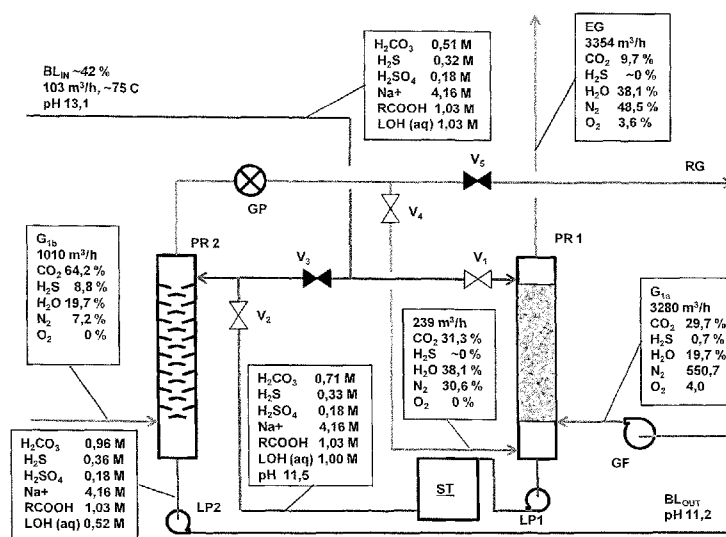 EG
3354 m³/h
CO₂ 9,7 %
H₂S ~0 %
H₂O 38,1 %
N₂ 48,5 %
O₂ 3,6 %
H₂CO₃ 0,51 M
H₂S 0,32 M
H₂SO₄ 0,18 M
Na+ 4,16 M
RCOOH 1,03 M
LOH (aq) 1,03 M
BL_IN ~42 %
103 m³/h, ~75 C
pH 13,1
V₅
RG
GP
V₄
PR 2
PR 1
G₁b
1010 m³/h
CO₂ 64,2 %
H₂S 8,8 %
H₂O 19,7 %
N₂ 7,2 %
O₂ 0 %
V₃
V₁
V₂
G₁a
3280 m³/h
CO₂ 29,7 %
H₂S 0,7 %
H₂O 19,7 %
N₂ 550,7
O₂ 4,0
239 m³/h
CO₂ 31,3 %
H₂S ~0 %
H₂O 38,1 %
N₂ 30,6 %
O₂ 0 %
H₂CO₃ 0,71 M
H₂S 0,33 M
H₂SO₄ 0,18 M
Na+ 4,16 M
RCOOH 1,03 M
LOH (aq) 1,00 M
pH 11,5
H₂CO₃ 0,96 M
H₂S 0,36 M
H₂SO₄ 0,18 M
Na+ 4,16 M
RCOOH 1,03 M
LOH (aq) 0,52 M
GF
ST
LP2
LP1
BL_OUT
pH 11,2